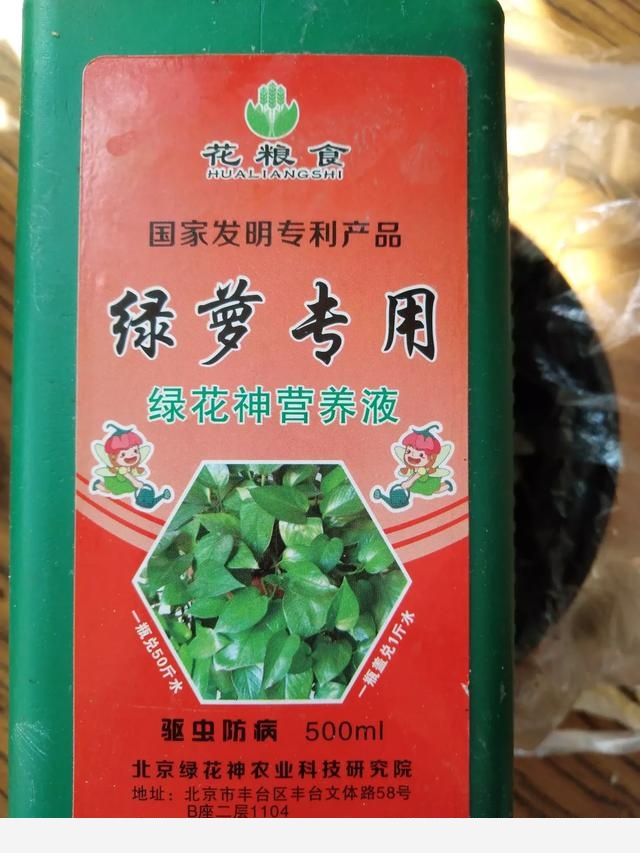 花粮食
HUALIANGSHI
国家发明专利产品
绿萝专用
绿花神营养液
一瓶兑50斤水
一瓶盖兑1斤水
驱虫防病 500ml
北京绿花神农业科技研究院
地址：北京市丰台区丰台文体路58号
B座二层1104